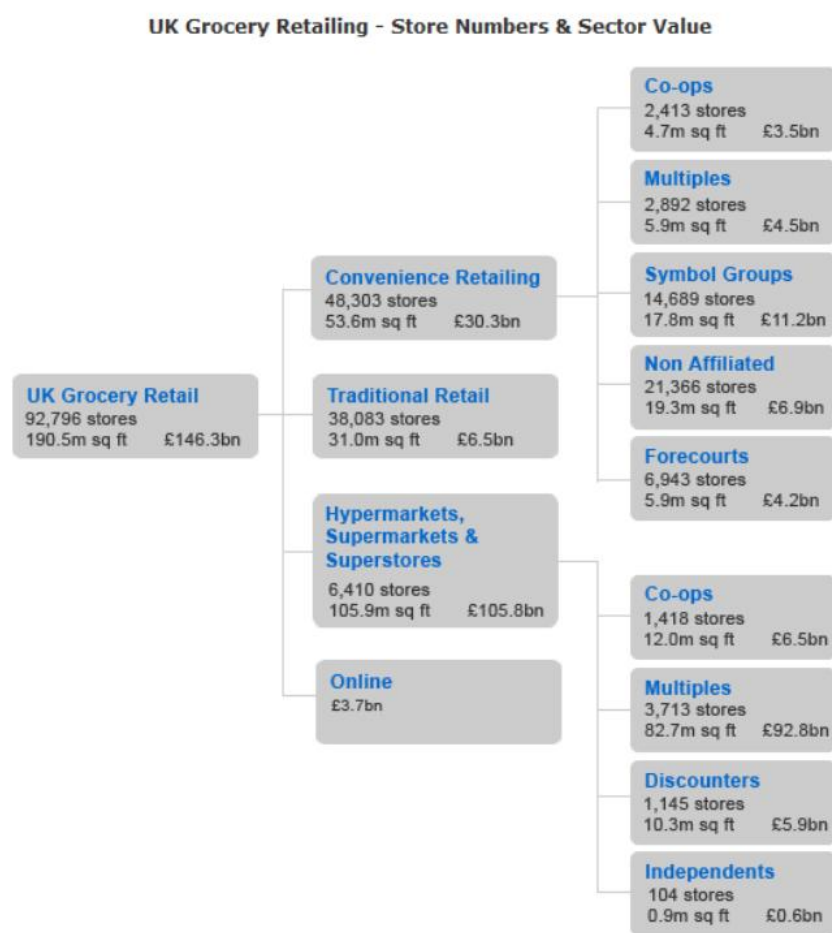 UK Grocery Retailing - Store Numbers & Sector Value
UK Grocery Retail
92,796 stores
190.5m sq ft £146.3bn
Convenience Retailing
48,303 stores
53.6m sq ft £30.3bn
Traditional Retail
38,083 stores
31.0m sq ft £6.5bn
Hypermarkets,
Supermarkets &
Superstores
6,410 stores
105.9m sq ft £105.8bn
Online
£3.7bn
Co-ops
2,413 stores
4.7m sq ft £3.5bn
Multiples
2,892 stores
5.9m sq ft £4.5bn
Symbol Groups
14,689 stores
17.8m sq ft £11.2bn
Non Affiliated
21,366 stores
19.3m sq ft £6.9bn
Forecourts
6,943 stores
5.9m sq ft £4.2bn
Co-ops
1,418 stores
12.0m sq ft £6.5bn
Multiples
3,713 stores
82.7m sq ft £92.8bn
Discounters
1,145 stores
10.3m sq ft £5.9bn
Independents
104 stores
0.9m sq ft £0.6bn